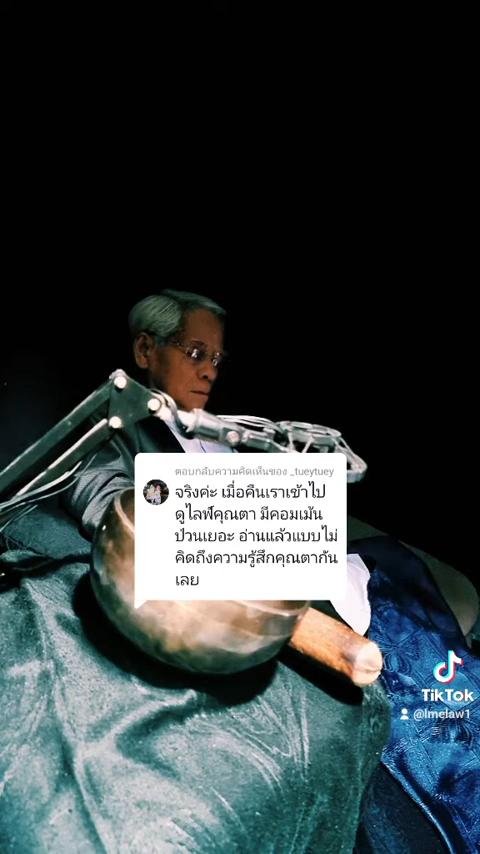 ตอบกลับความคิดเห็นของ _tueytuey
จริงค่ะ เมื่อคืนเราเข้าไป
ดูไลฟ์คุณตา มีคอมเม้น
ป่วนเยอะ อ่านแล้วแบบไม่
คิดถึงความรู้สึกคุณตากัน
เลย
TikTok
@lmelaw1